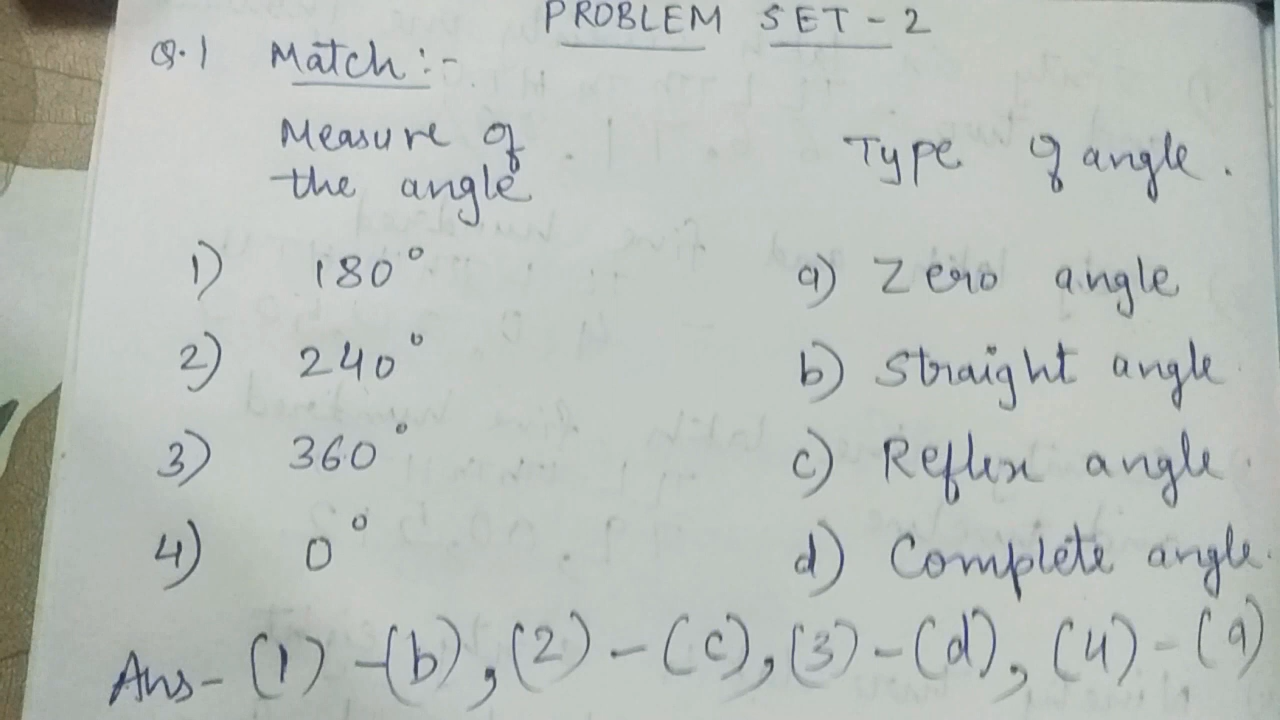 PROBLEM SET - 2
Q.1 Match :-
Measure of the angle
Type of angle.
1) 180° a) Zero angle
2) 240° b) Straight angle
3) 360° c) Reflex angle.
4) 0° d) Complete angle.
Ans - (1) - (b), (2) - (c), (3) - (d), (4) - (a)